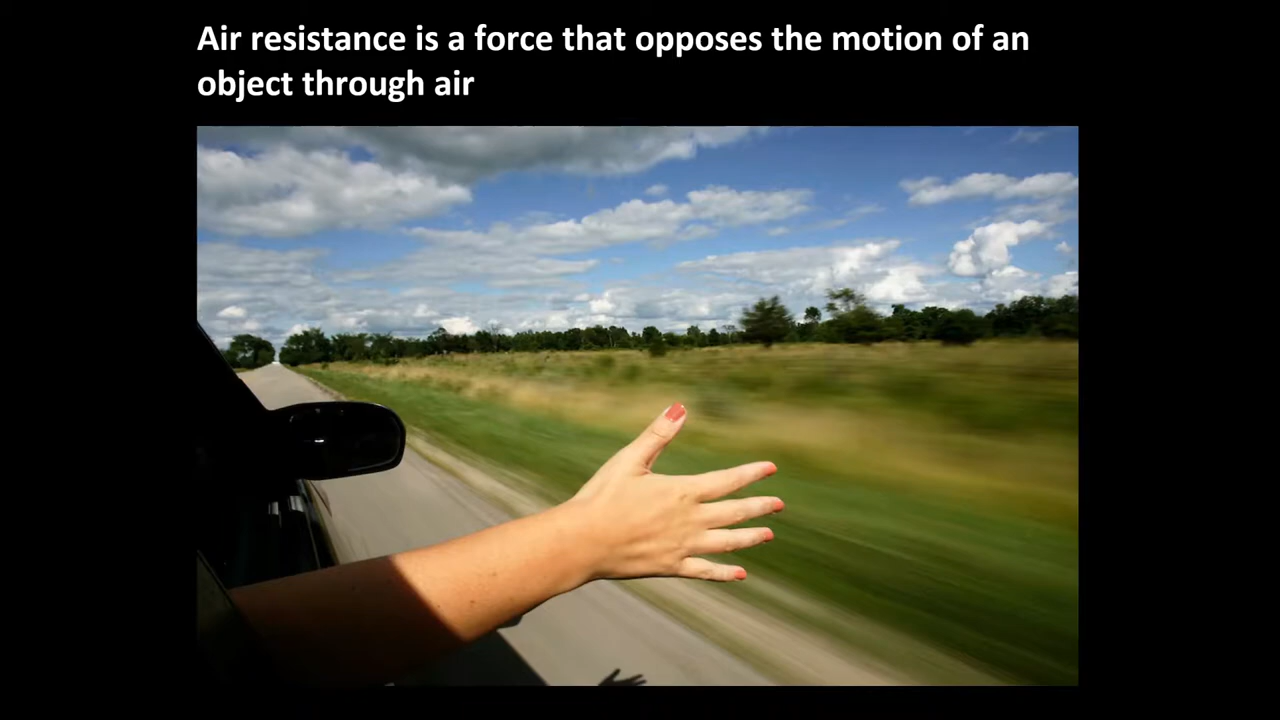 Air resistance is a force that opposes the motion of an
object through air